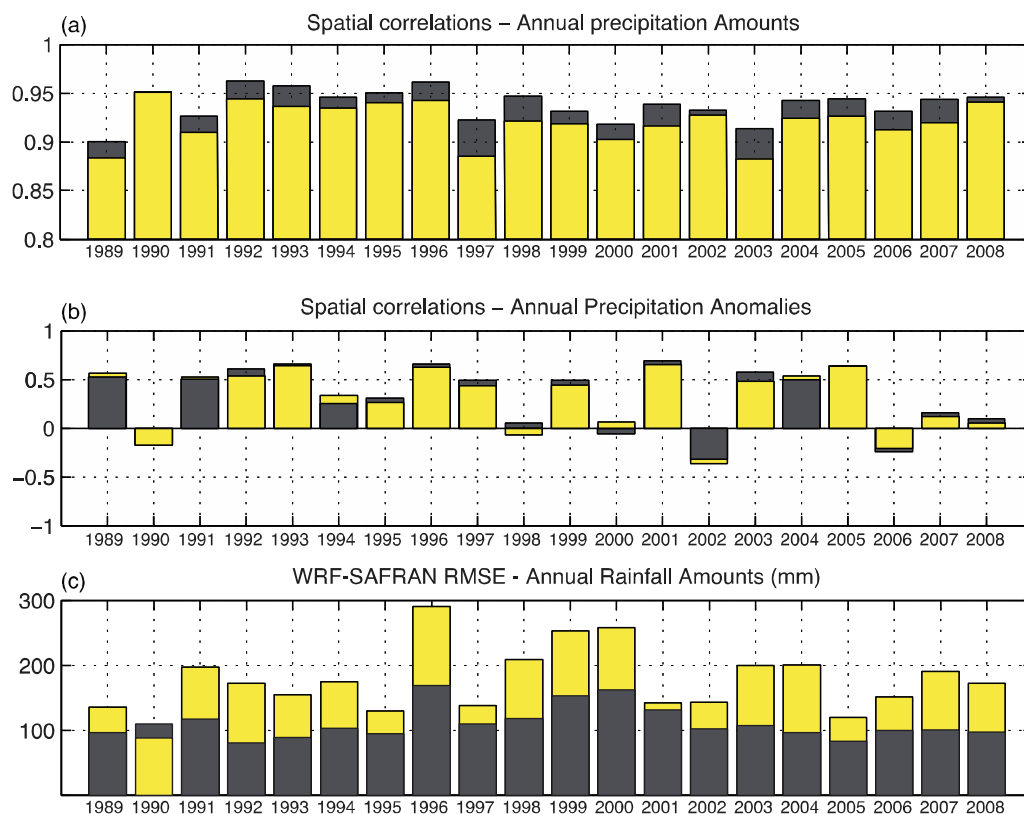 (a) Spatial correlations – Annual precipitation Amounts
1
0.95
0.9
0.85
0.8
1989 1990 1991 1992 1993 1994 1995 1996 1997 1998 1999 2000 2001 2002 2003 2004 2005 2006 2007 2008
(b) Spatial correlations – Annual Precipitation Anomalies
1
0.5
0
−0.5
−1
1989 1990 1991 1992 1993 1994 1995 1996 1997 1998 1999 2000 2001 2002 2003 2004 2005 2006 2007 2008
(c) WRF-SAFRAN RMSE - Annual Rainfall Amounts (mm)
300
200
100
1989 1990 1991 1992 1993 1994 1995 1996 1997 1998 1999 2000 2001 2002 2003 2004 2005 2006 2007 2008